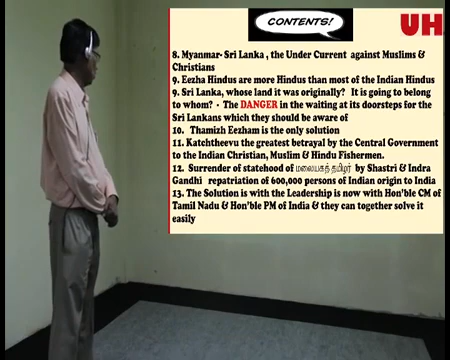 CONTENTS!
UH
8. Myanmar- Sri Lanka , the Under Current against Muslims &
Christians
9. Eezha Hindus are more Hindus than most of the Indian Hindus
9. Sri Lanka, whose land it was originally? It is going to belong
to whom? - The DANGER in the waiting at its doorsteps for the
Sri Lankans which they should be aware of
10. Thamizh Eezham is the only solution
11. Katchtheevu the greatest betrayal by the Central Government
to the Indian Christian, Muslim & Hindu Fishermen.
12. Surrender of statehood of மலையகத் தமிழர் by Shastri & Indra
Gandhi repatriation of 600,000 persons of Indian origin to India
13. The Solution is with the Leadership is now with Hon'ble CM of
Tamil Nadu & Hon'ble PM of India & they can together solve it
easily